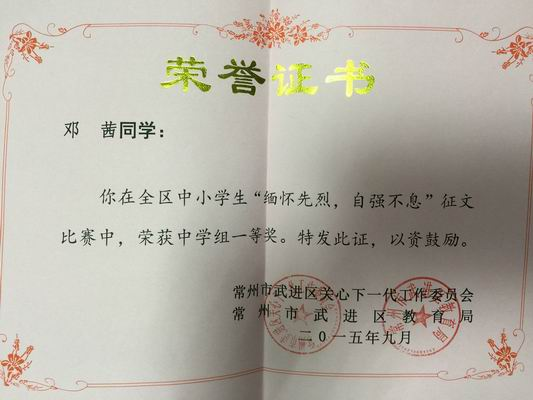 荣誉证书
邓 茜同学：
你在全区中小学生“缅怀先烈，自强不息”征文
比赛中，荣获中学组一等奖。特发此证，以资鼓励。
常州市武进区关心下一代工作委员会
常州市武进区教育局
二〇一五年九月